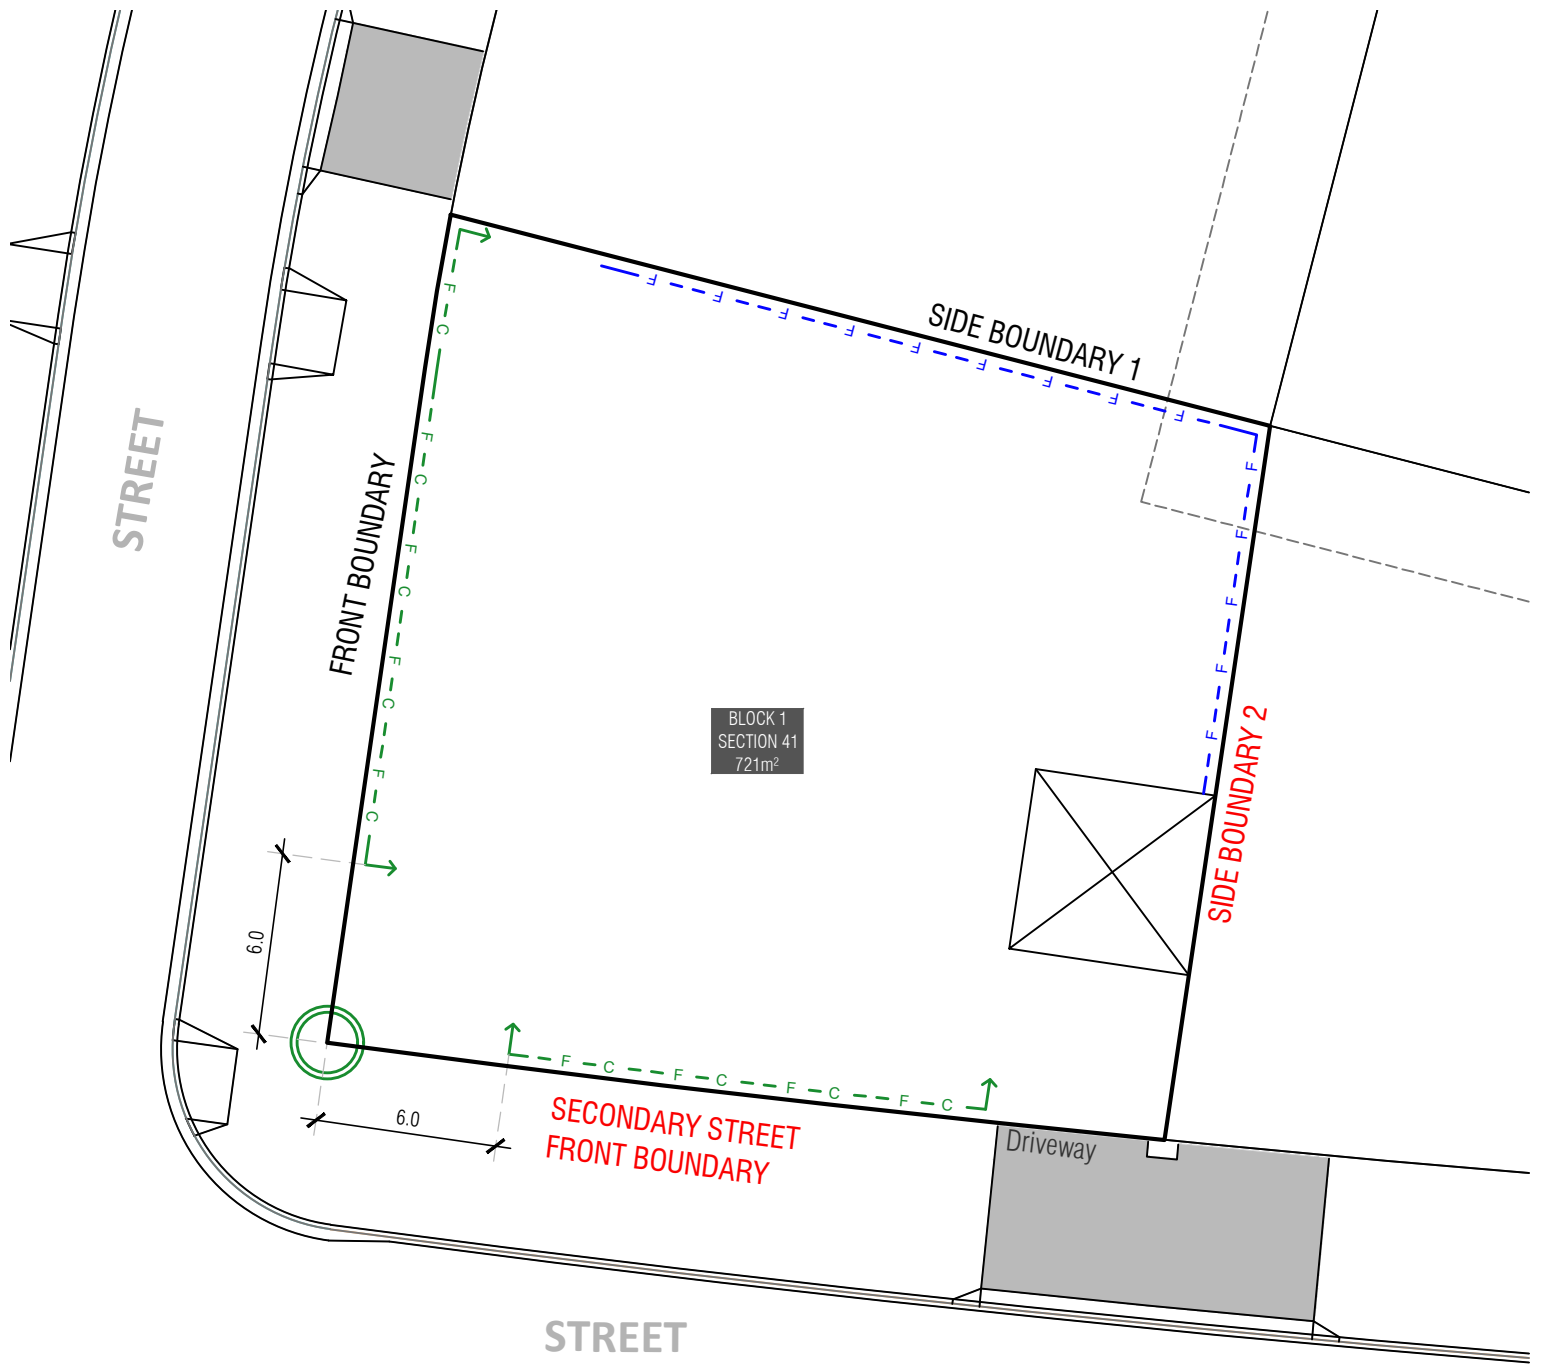 SIDE BOUNDARY 1
F F F F F F F F F
F
C
F
C
F
C
F
C
F
C
F
F
F
F
F
STREET
FRONT BOUNDARY
BLOCK 1
SECTION 41
721m²
SIDE BOUNDARY 2
6.0
6.0
F C F C F C F C
SECONDARY STREET
FRONT BOUNDARY
Driveway
STREET